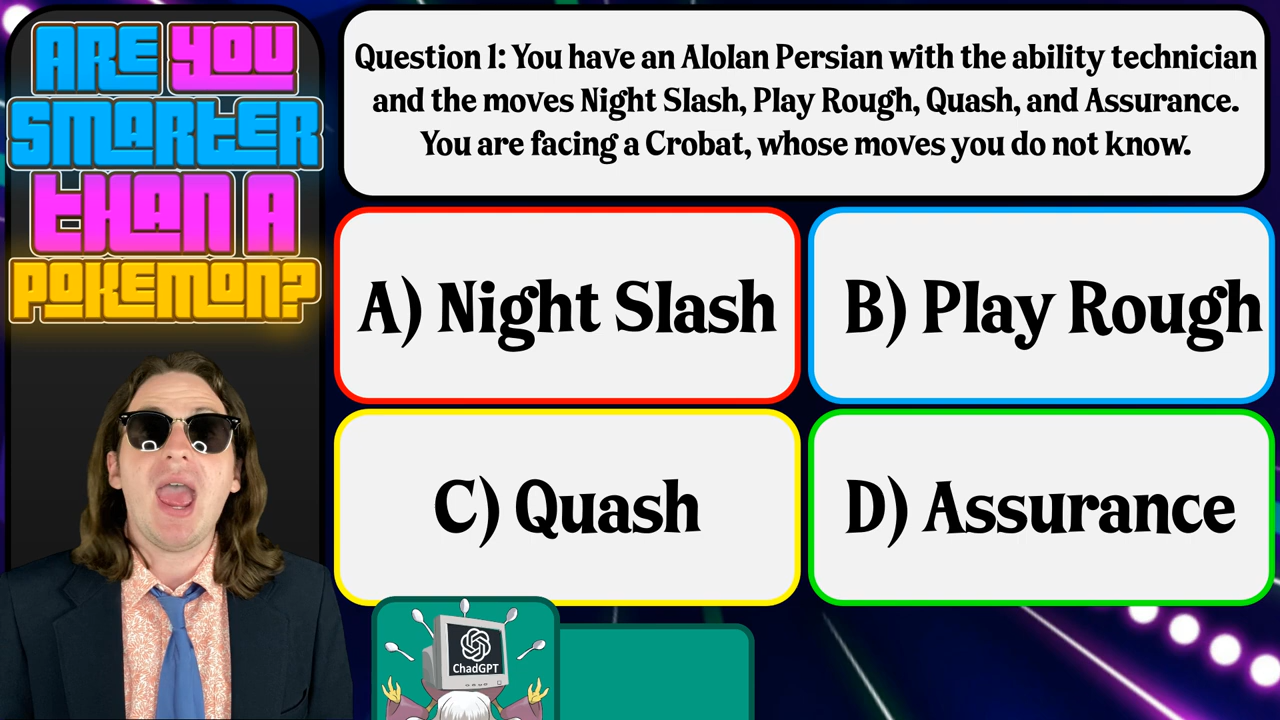 ARE YOU
SMARTER
THAN A
POKEMON?
Question 1: You have an Alolan Persian with the ability technician
and the moves Night Slash, Play Rough, Quash, and Assurance.
You are facing a Crobat, whose moves you do not know.
A) Night Slash
B) Play Rough
C) Quash
D) Assurance
ChadGPT